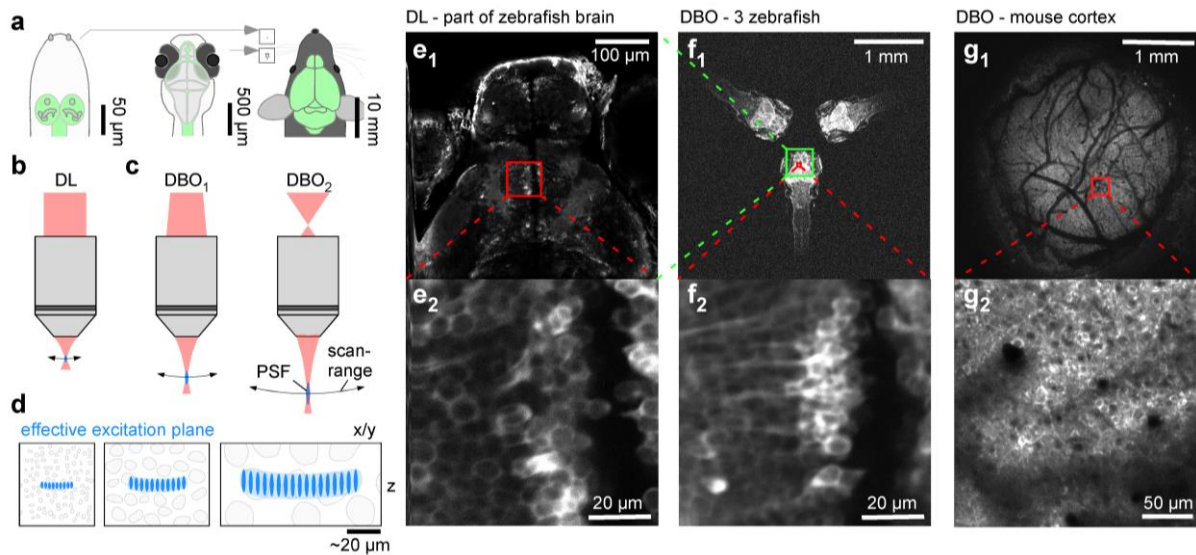 a
50 µm
500 µm
10 mm
b
DL
c
DBO1
DBO2
PSF
scan-
range
d
effective excitation plane
x/y
z
~20 µm
DL - part of zebrafish brain
e1
100 µm
e2
20 µm
DBO - 3 zebrafish
f1
1 mm
f2
20 µm
DBO - mouse cortex
g1
1 mm
g2
50 µm